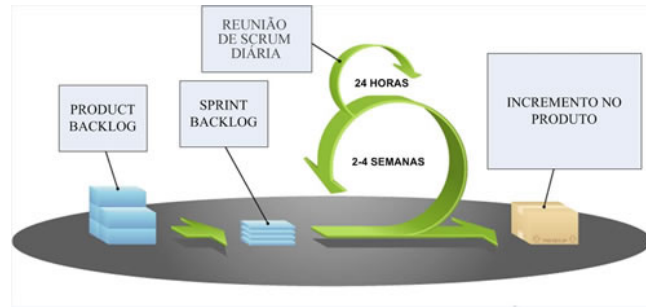 REUNIÃO
DE SCRUM
DIÁRIA
24 HORAS
PRODUCT
BACKLOG
SPRINT
BACKLOG
INCREMENTO NO
PRODUTO
2-4 SEMANAS